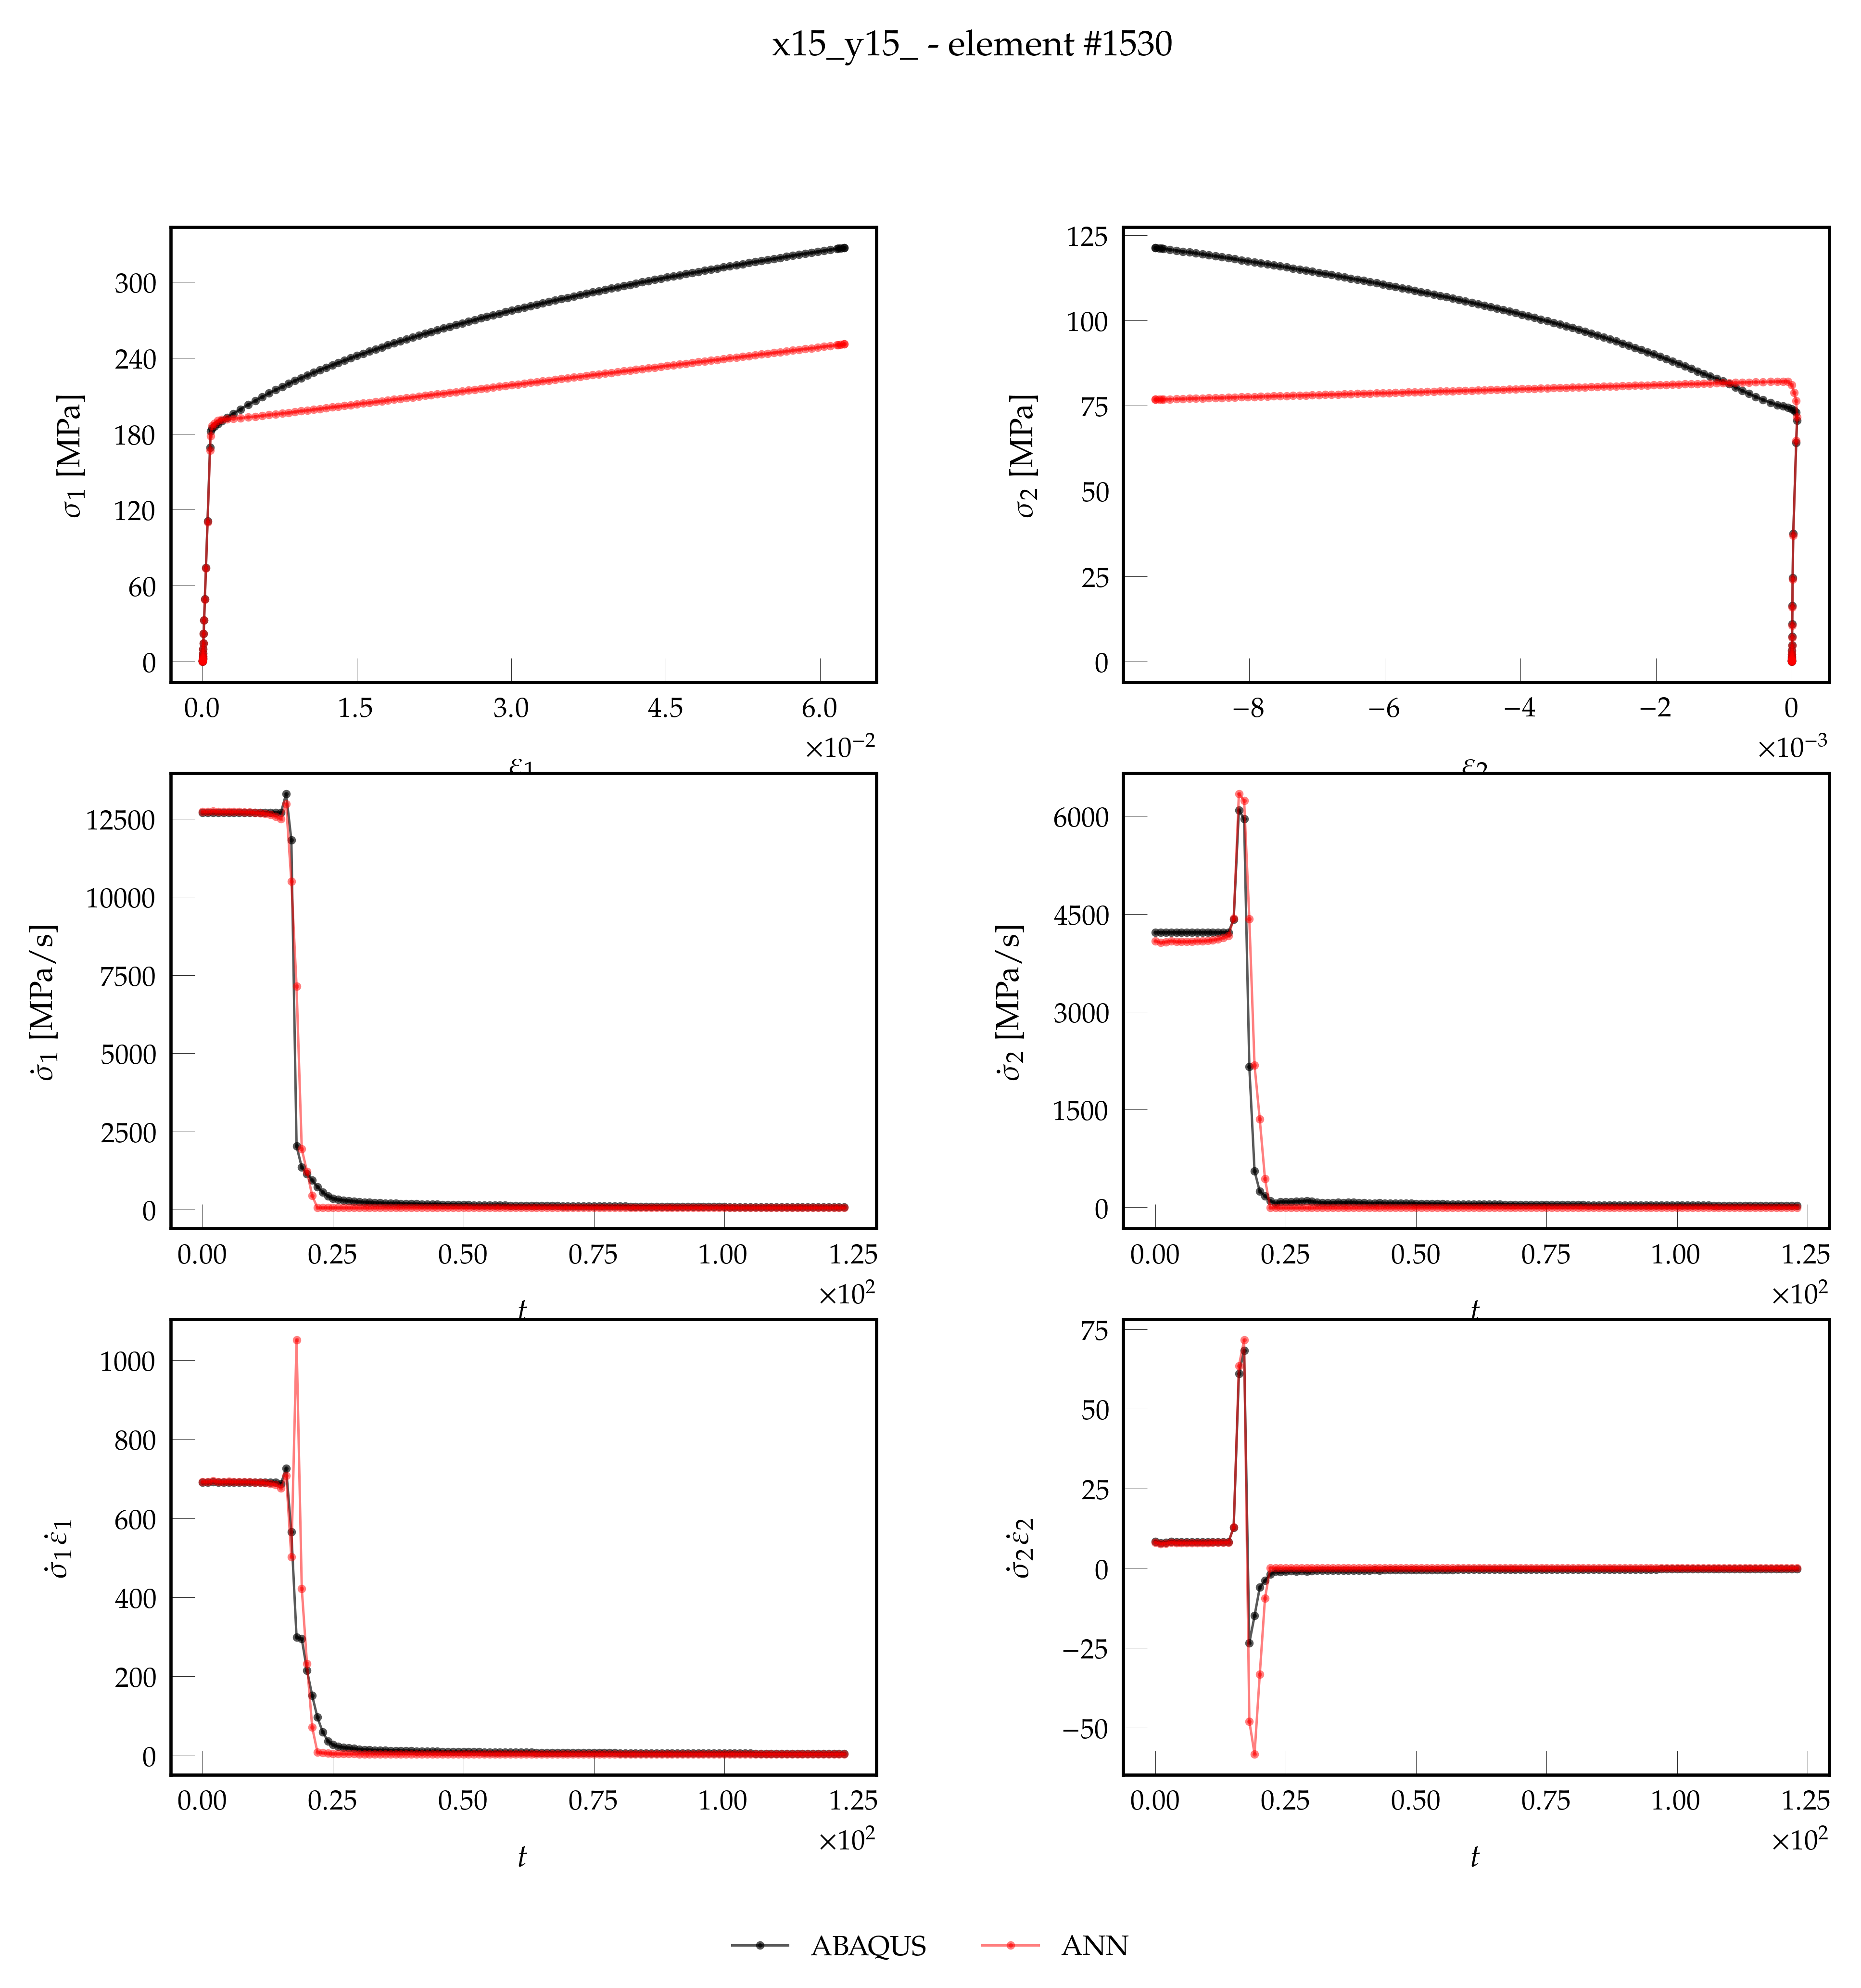 x15_y15_ - element #1530
σ₁ [MPa]
300
240
180
120
60
0
0.0 1.5 3.0 4.5 6.0
×10⁻²
ε₁
σ₂ [MPa]
125
100
75
50
25
0
−8 −6 −4 −2 0
×10⁻³
ε₂
σ̇₁ [MPa/s]
12500
10000
7500
5000
2500
0
0.00 0.25 0.50 0.75 1.00 1.25
×10²
t
σ̇₂ [MPa/s]
6000
4500
3000
1500
0
0.00 0.25 0.50 0.75 1.00 1.25
×10²
t
σ̇₁ε̇₁
1000
800
600
400
200
0
0.00 0.25 0.50 0.75 1.00 1.25
×10²
t
σ̇₂ε̇₂
75
50
25
0
−25
−50
0.00 0.25 0.50 0.75 1.00 1.25
×10²
t
ABAQUS ANN